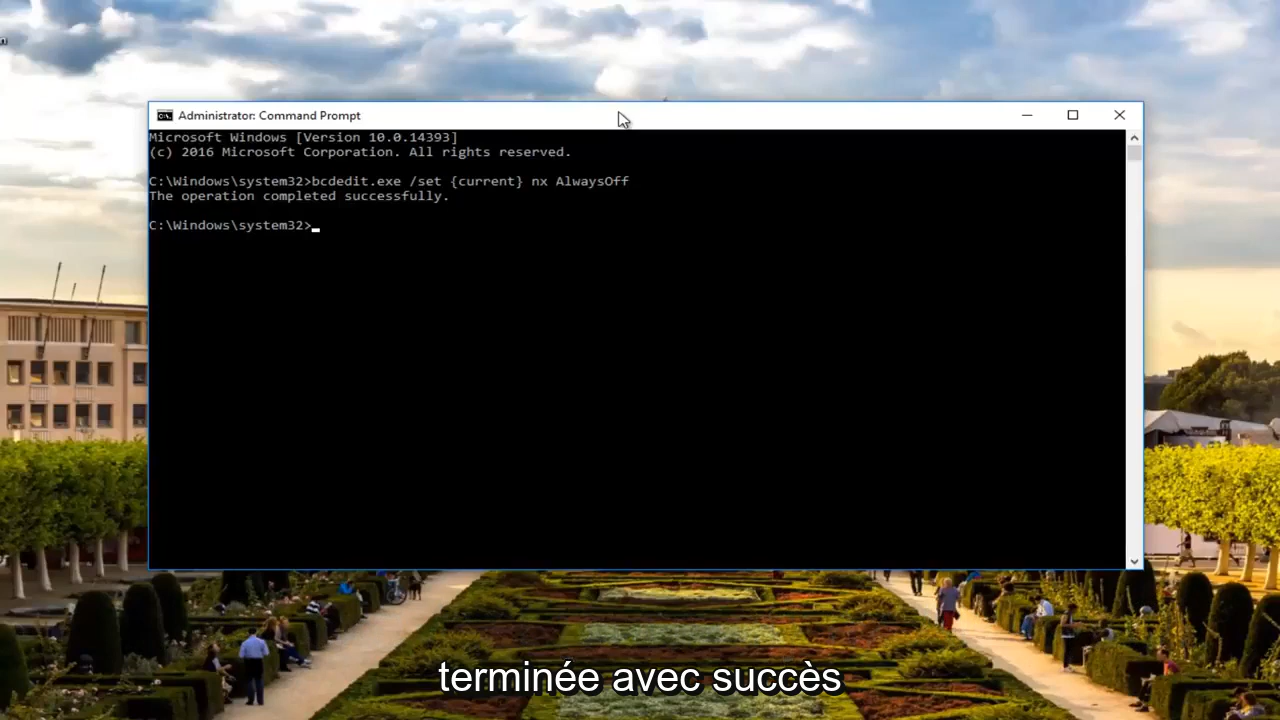 Administrator: Command Prompt
Microsoft Windows [Version 10.0.14393]
(c) 2016 Microsoft Corporation. All rights reserved.
C:\Windows\system32>bcdedit.exe /set {current} nx AlwaysOff
The operation completed successfully.
C:\Windows\system32>
terminée avec succès